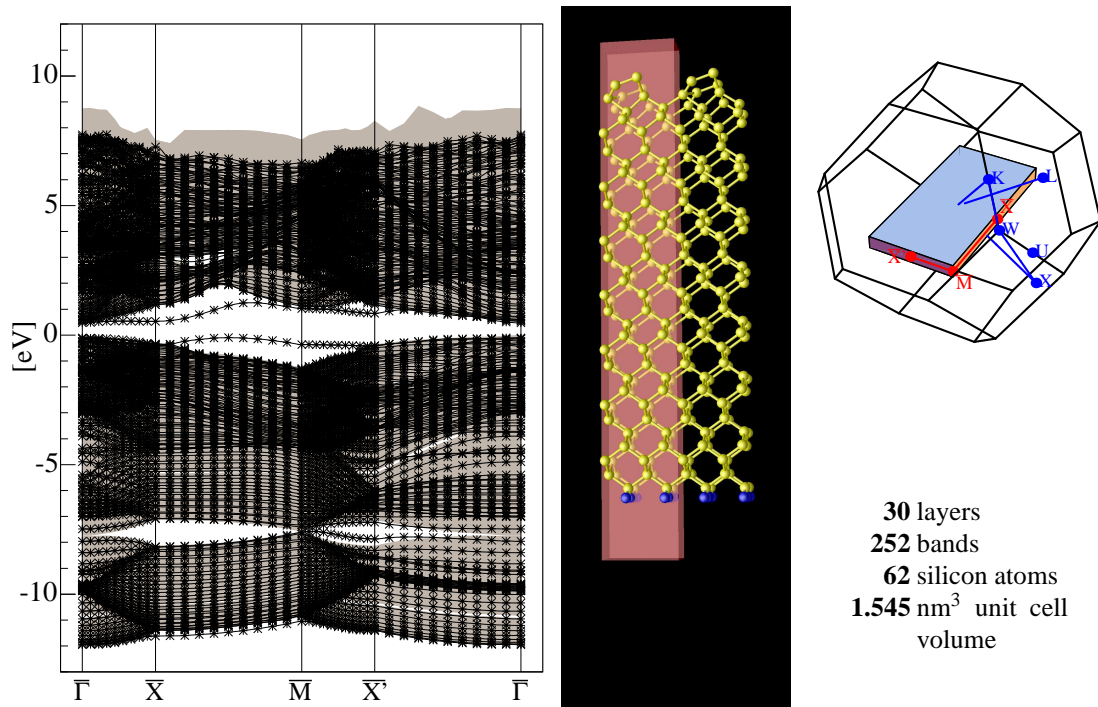 10
5
0
-5
-10
[eV]
Γ̅ X̅ M̅ X̅' Γ̅
K
L
X
W
U
X
X
M
30 layers
252 bands
62 silicon atoms
1.545 nm³ unit cell
volume